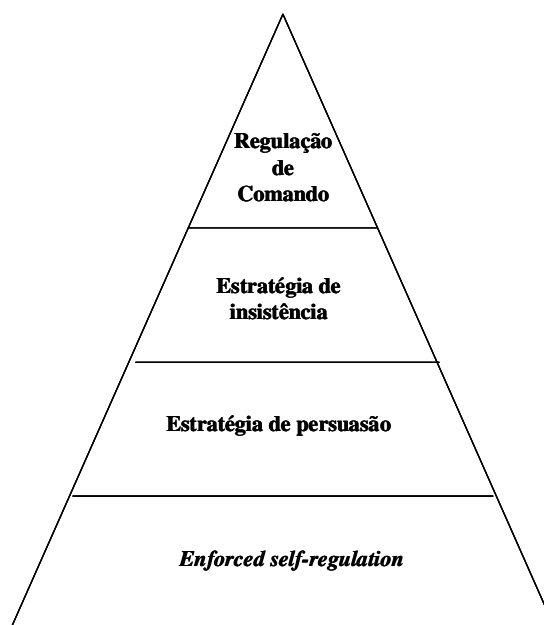 Regulação
de
Comando
Estratégia de
insistência
Estratégia de persuasão
Enforced self-regulation